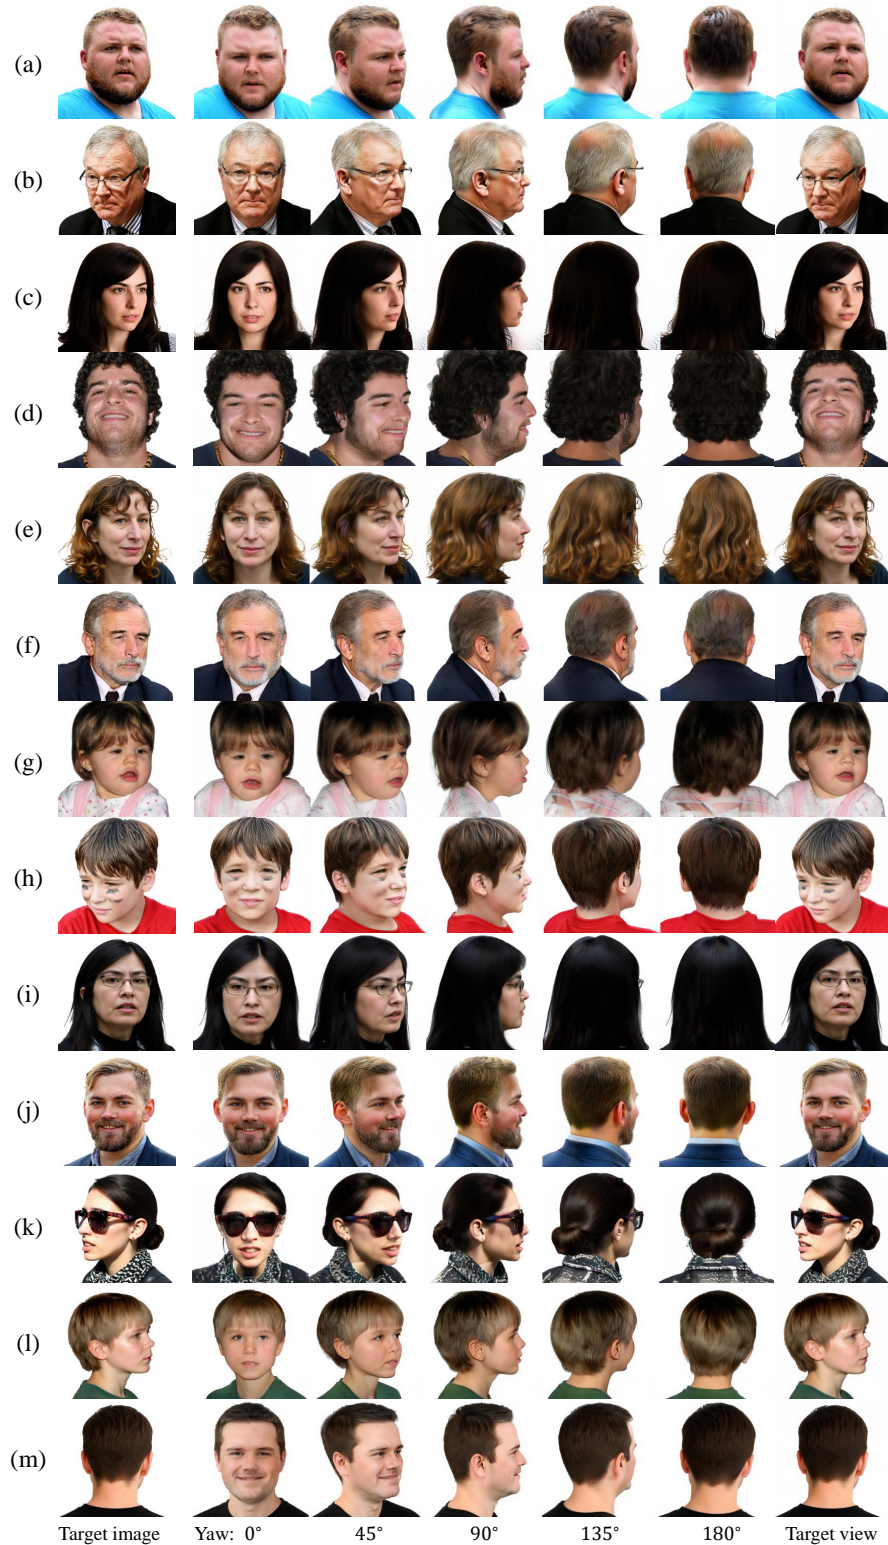 (a)
(b)
(c)
(d)
(e)
(f)
(g)
(h)
(i)
(j)
(k)
(l)
(m)
Target image Yaw: 0° 45° 90° 135° 180° Target view